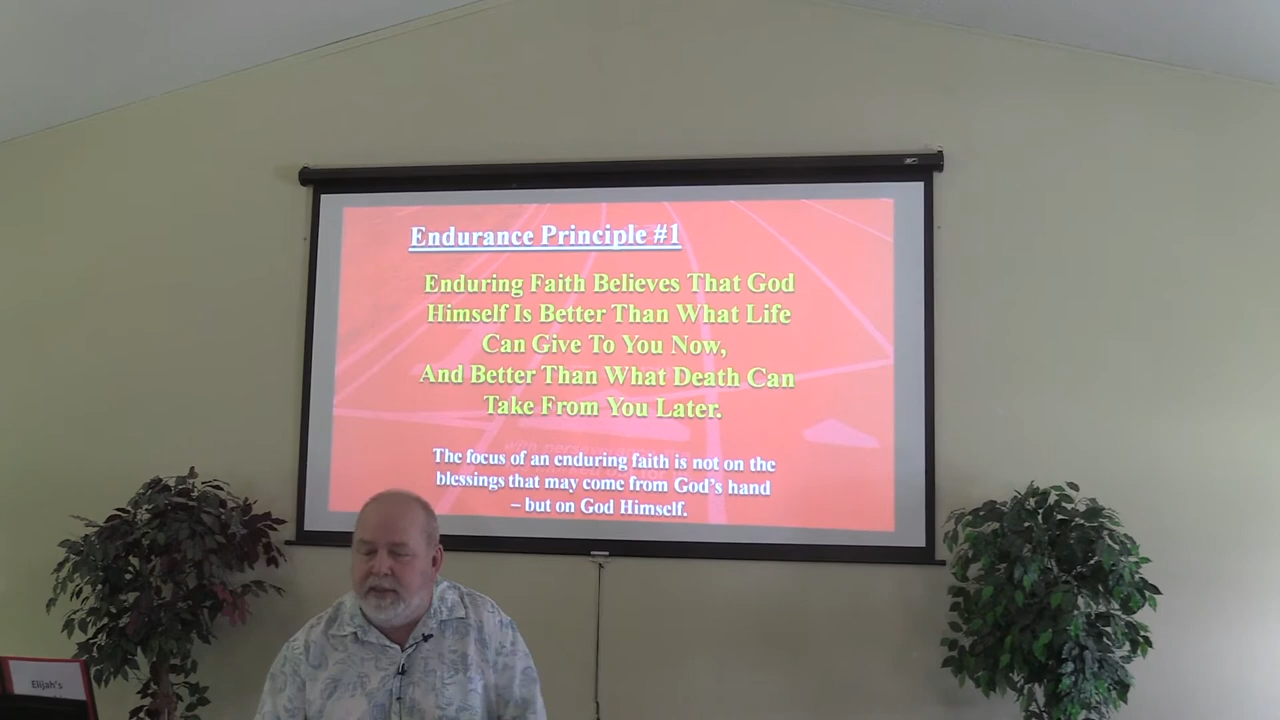 Endurance Principle #1
Enduring Faith Believes That God
Himself Is Better Than What Life
Can Give To You Now,
And Better Than What Death Can
Take From You Later.
The focus of an enduring faith is not on the
blessings that may come from God's hand
– but on God Himself.
Elijah's